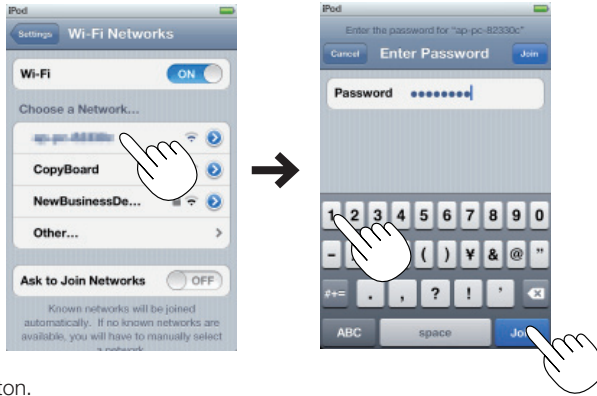 iPod
Settings Wi-Fi Networks
Wi-Fi ON
Choose a Network...
CopyBoard
NewBusinessDe...
Other...
Ask to Join Networks OFF
Known networks will be joined
automatically. If no known networks are
available, you will have to manually select
a network.
iPod
Enter the password for "ap-pc-82330c"
Cancel Enter Password Join
Password
1 2 3 4 5 6 7 8 9 0
- ( ) ¥ & @ "
#+= . , ? ! '
ABC space Join
ton.